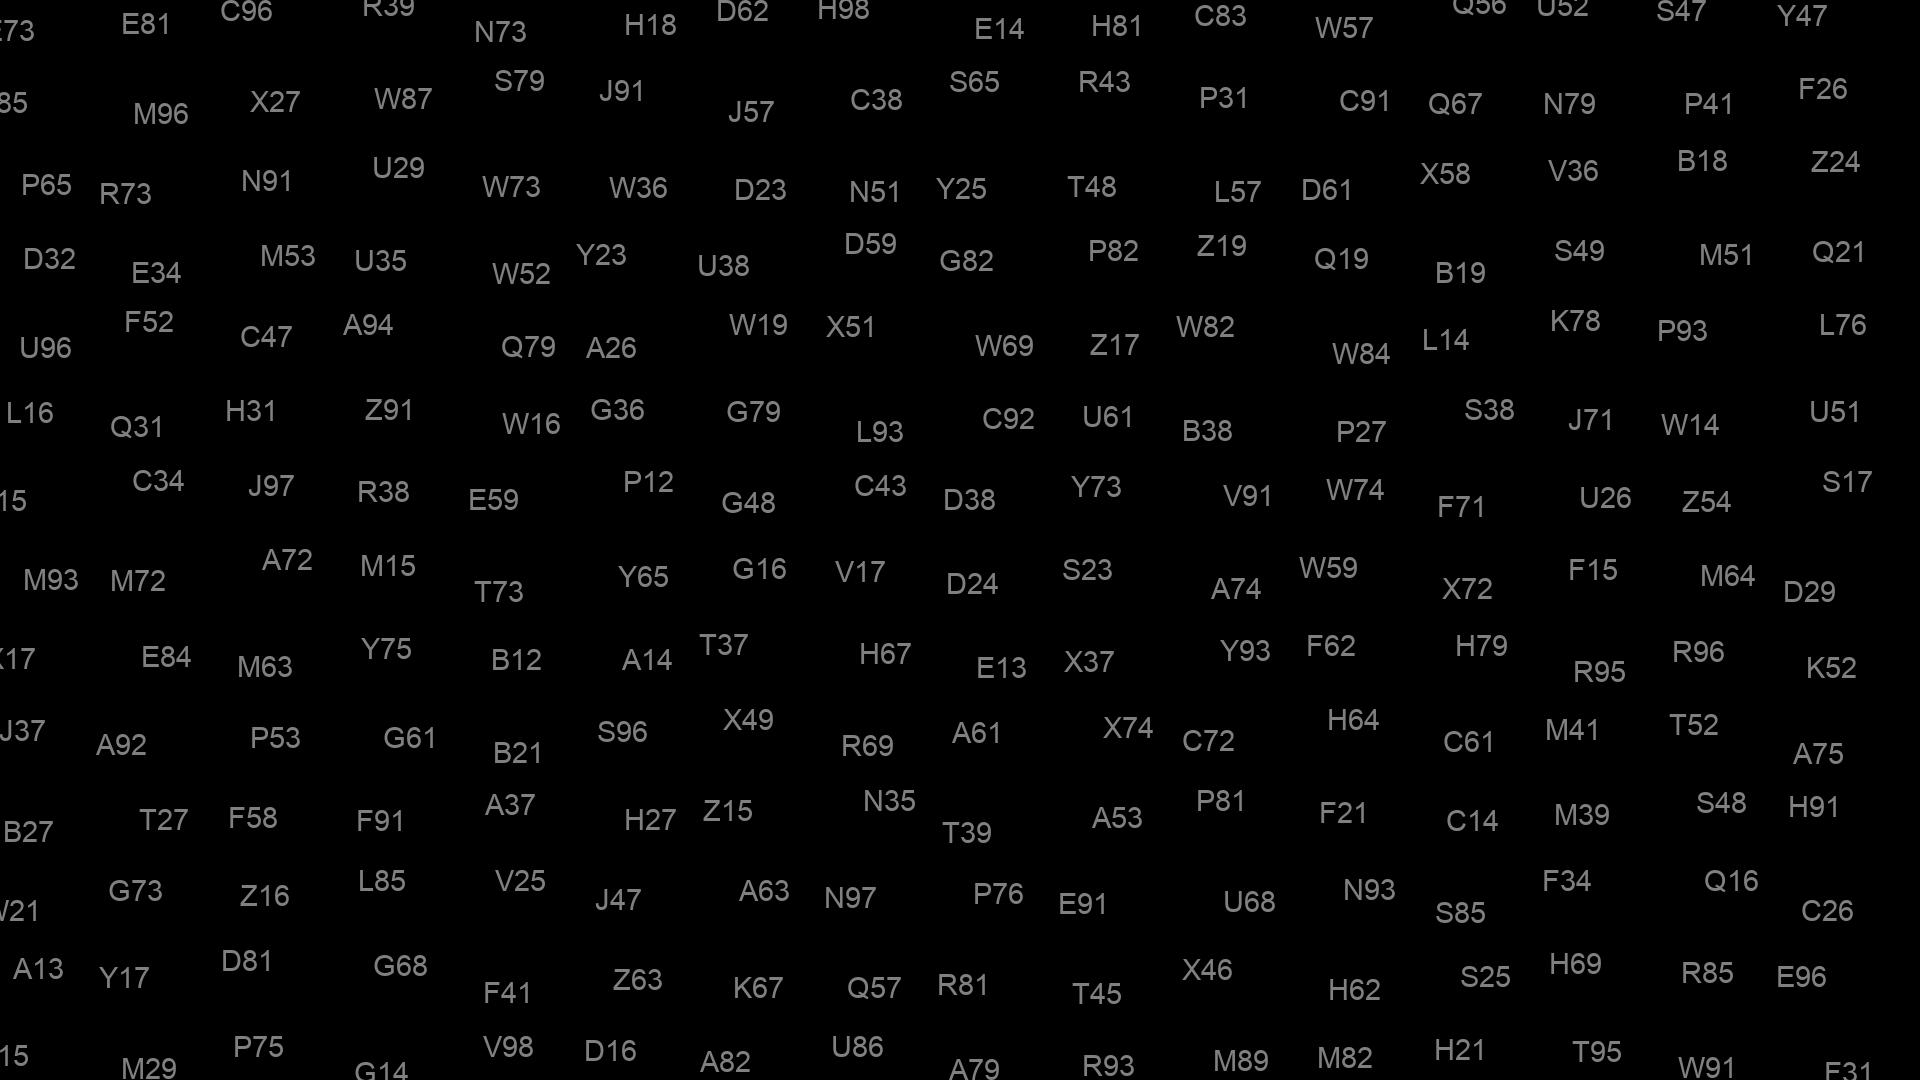 E81 C96 R39 N73 H18 D62 H98 E14 H81 C83 W57 Q56 U52 S47 Y47
M96 X27 W87 S79 J91 J57 C38 S65 R43 P31 C91 Q67 N79 P41 F26
P65 R73 N91 U29 W73 W36 D23 N51 Y25 T48 L57 D61 X58 V36 B18 Z24
D32 E34 M53 U35 W52 Y23 U38 D59 G82 P82 Z19 Q19 B19 S49 M51 Q21
U96 F52 C47 A94 Q79 A26 W19 X51 W69 Z17 W82 W84 L14 K78 P93 L76
L16 Q31 H31 Z91 W16 G36 G79 L93 C92 U61 B38 P27 S38 J71 W14 U51
15 C34 J97 R38 E59 P12 G48 C43 D38 Y73 V91 W74 F71 U26 Z54 S17
M93 M72 A72 M15 T73 Y65 G16 V17 D24 S23 A74 W59 X72 F15 M64 D29
E84 M63 Y75 B12 A14 T37 H67 E13 X37 Y93 F62 H79 R95 R96 K52
J37 A92 P53 G61 B21 S96 X49 R69 A61 X74 C72 H64 C61 M41 T52 A75
B27 T27 F58 F91 A37 H27 Z15 N35 T39 A53 P81 F21 C14 M39 S48 H91
G73 Z16 L85 V25 J47 A63 N97 P76 E91 U68 N93 S85 F34 Q16 C26
A13 Y17 D81 G68 F41 Z63 K67 Q57 R81 T45 X46 H62 S25 H69 R85 E96
15 M29 P75 G14 V98 D16 A82 U86 A79 R93 M89 M82 H21 T95 W91 F31